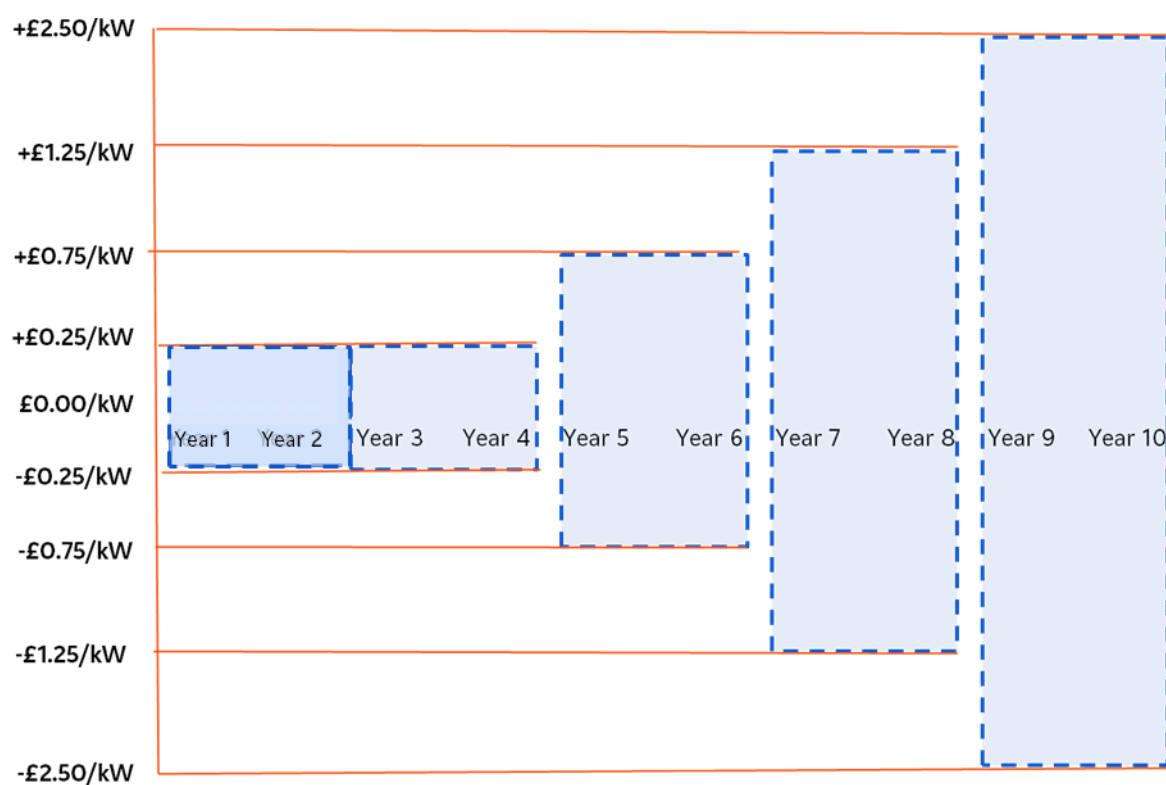 +£2.50/kW
+£1.25/kW
+£0.75/kW
+£0.25/kW
£0.00/kW
Year 1 Year 2 Year 3 Year 4 Year 5 Year 6 Year 7 Year 8 Year 9 Year 10
-£0.25/kW
-£0.75/kW
-£1.25/kW
-£2.50/kW